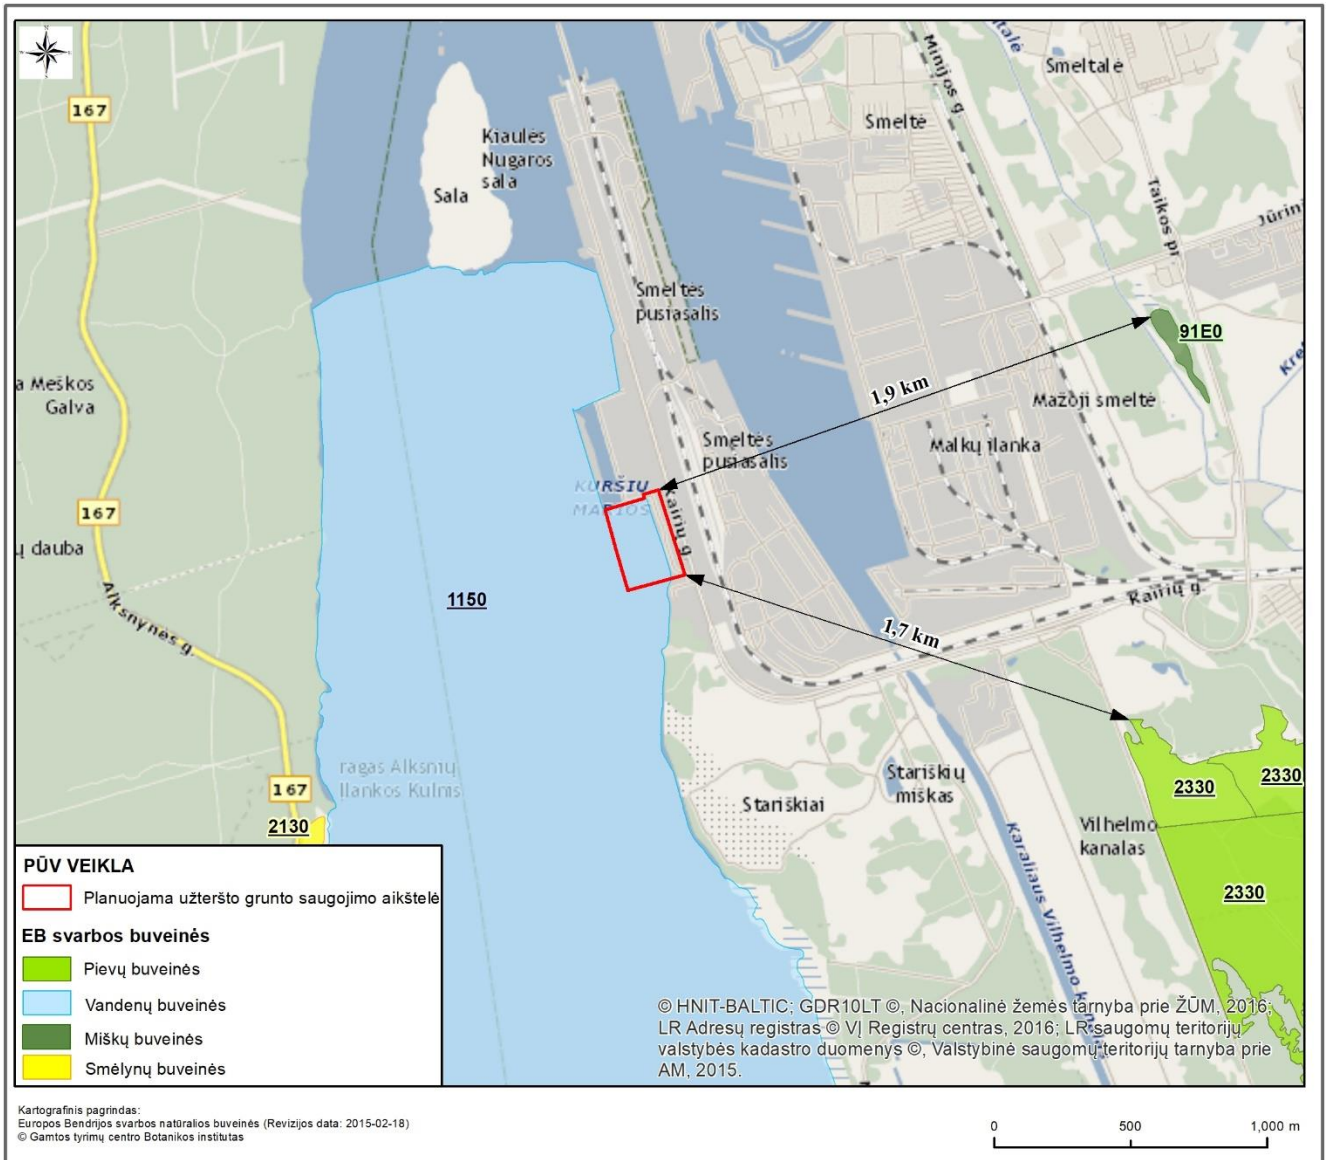 167
Kiaulės
Nugaros
sala
Sala
Minijos g.
Smeltalė
Smeltė
Taikos pr.
Smeltės
pusiasalis
91E0
a Meškos
Galva
1,9 km
Mažoji smeltė
Smeltės
pusiasalis
Malkų įlanka
KURŠIŲ
MARIOS
167
Kairių g.
ų dauba
Alksnynės g.
1150
Kairių g.
1,7 km
ragas Alksnių
Ilankos Kulnis
167
2130
Stariškių
miškas
Stariškiai
2330
2330
Vilhelmo
kanalas
2330
PŪV VEIKLA
Planuojama užteršto grunto saugojimo aikštelė
EB svarbos buveinės
Pievų buveinės
Vandenų buveinės
Miškų buveinės
Smėlynų buveinės
© HNIT-BALTIC; GDR10LT ©, Nacionalinė žemės tarnyba prie ŽŪM, 2016;
LR Adresų registras © VĮ Registrų centras, 2016; LR saugomų teritorijų
valstybės kadastro duomenys ©, Valstybinė saugomų teritorijų tarnyba prie
AM, 2015.
Karaliaus Vilhelmo
Kartografinis pagrindas:
Europos Bendrijos svarbos natūralios buveinės (Revizijos data: 2015-02-18)
© Gamtos tyrimų centro Botanikos institutas
0 500 1,000 m